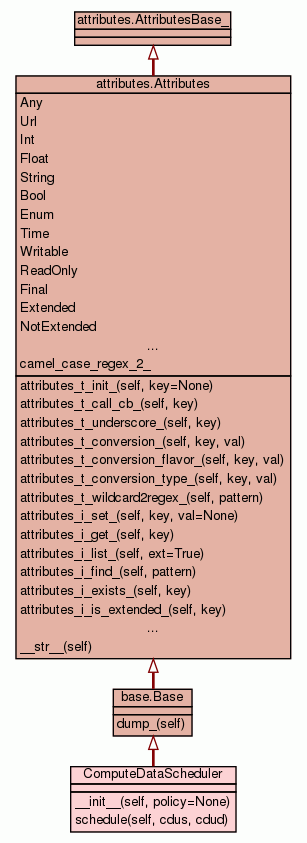 attributes.AttributesBase_
attributes.Attributes
Any
Url
Int
Float
String
Bool
Enum
Time
Writable
ReadOnly
Final
Extended
NotExtended
...
camel_case_regex_2_
attributes_t_init_(self, key=None)
attributes_t_call_cb_(self, key)
attributes_t_underscore_(self, key)
attributes_t_conversion_(self, key, val)
attributes_t_conversion_flavor_(self, key, val)
attributes_t_conversion_type_(self, key, val)
attributes_t_wildcard2regex_(self, pattern)
attributes_i_set_(self, key, val=None)
attributes_i_get_(self, key)
attributes_i_list_(self, ext=True)
attributes_i_find_(self, pattern)
attributes_i_exists_(self, key)
attributes_i_is_extended_(self, key)
...
__str__(self)
base.Base
dump_(self)
ComputeDataScheduler
__init__(self, policy=None)
schedule(self, cdus, cdud)